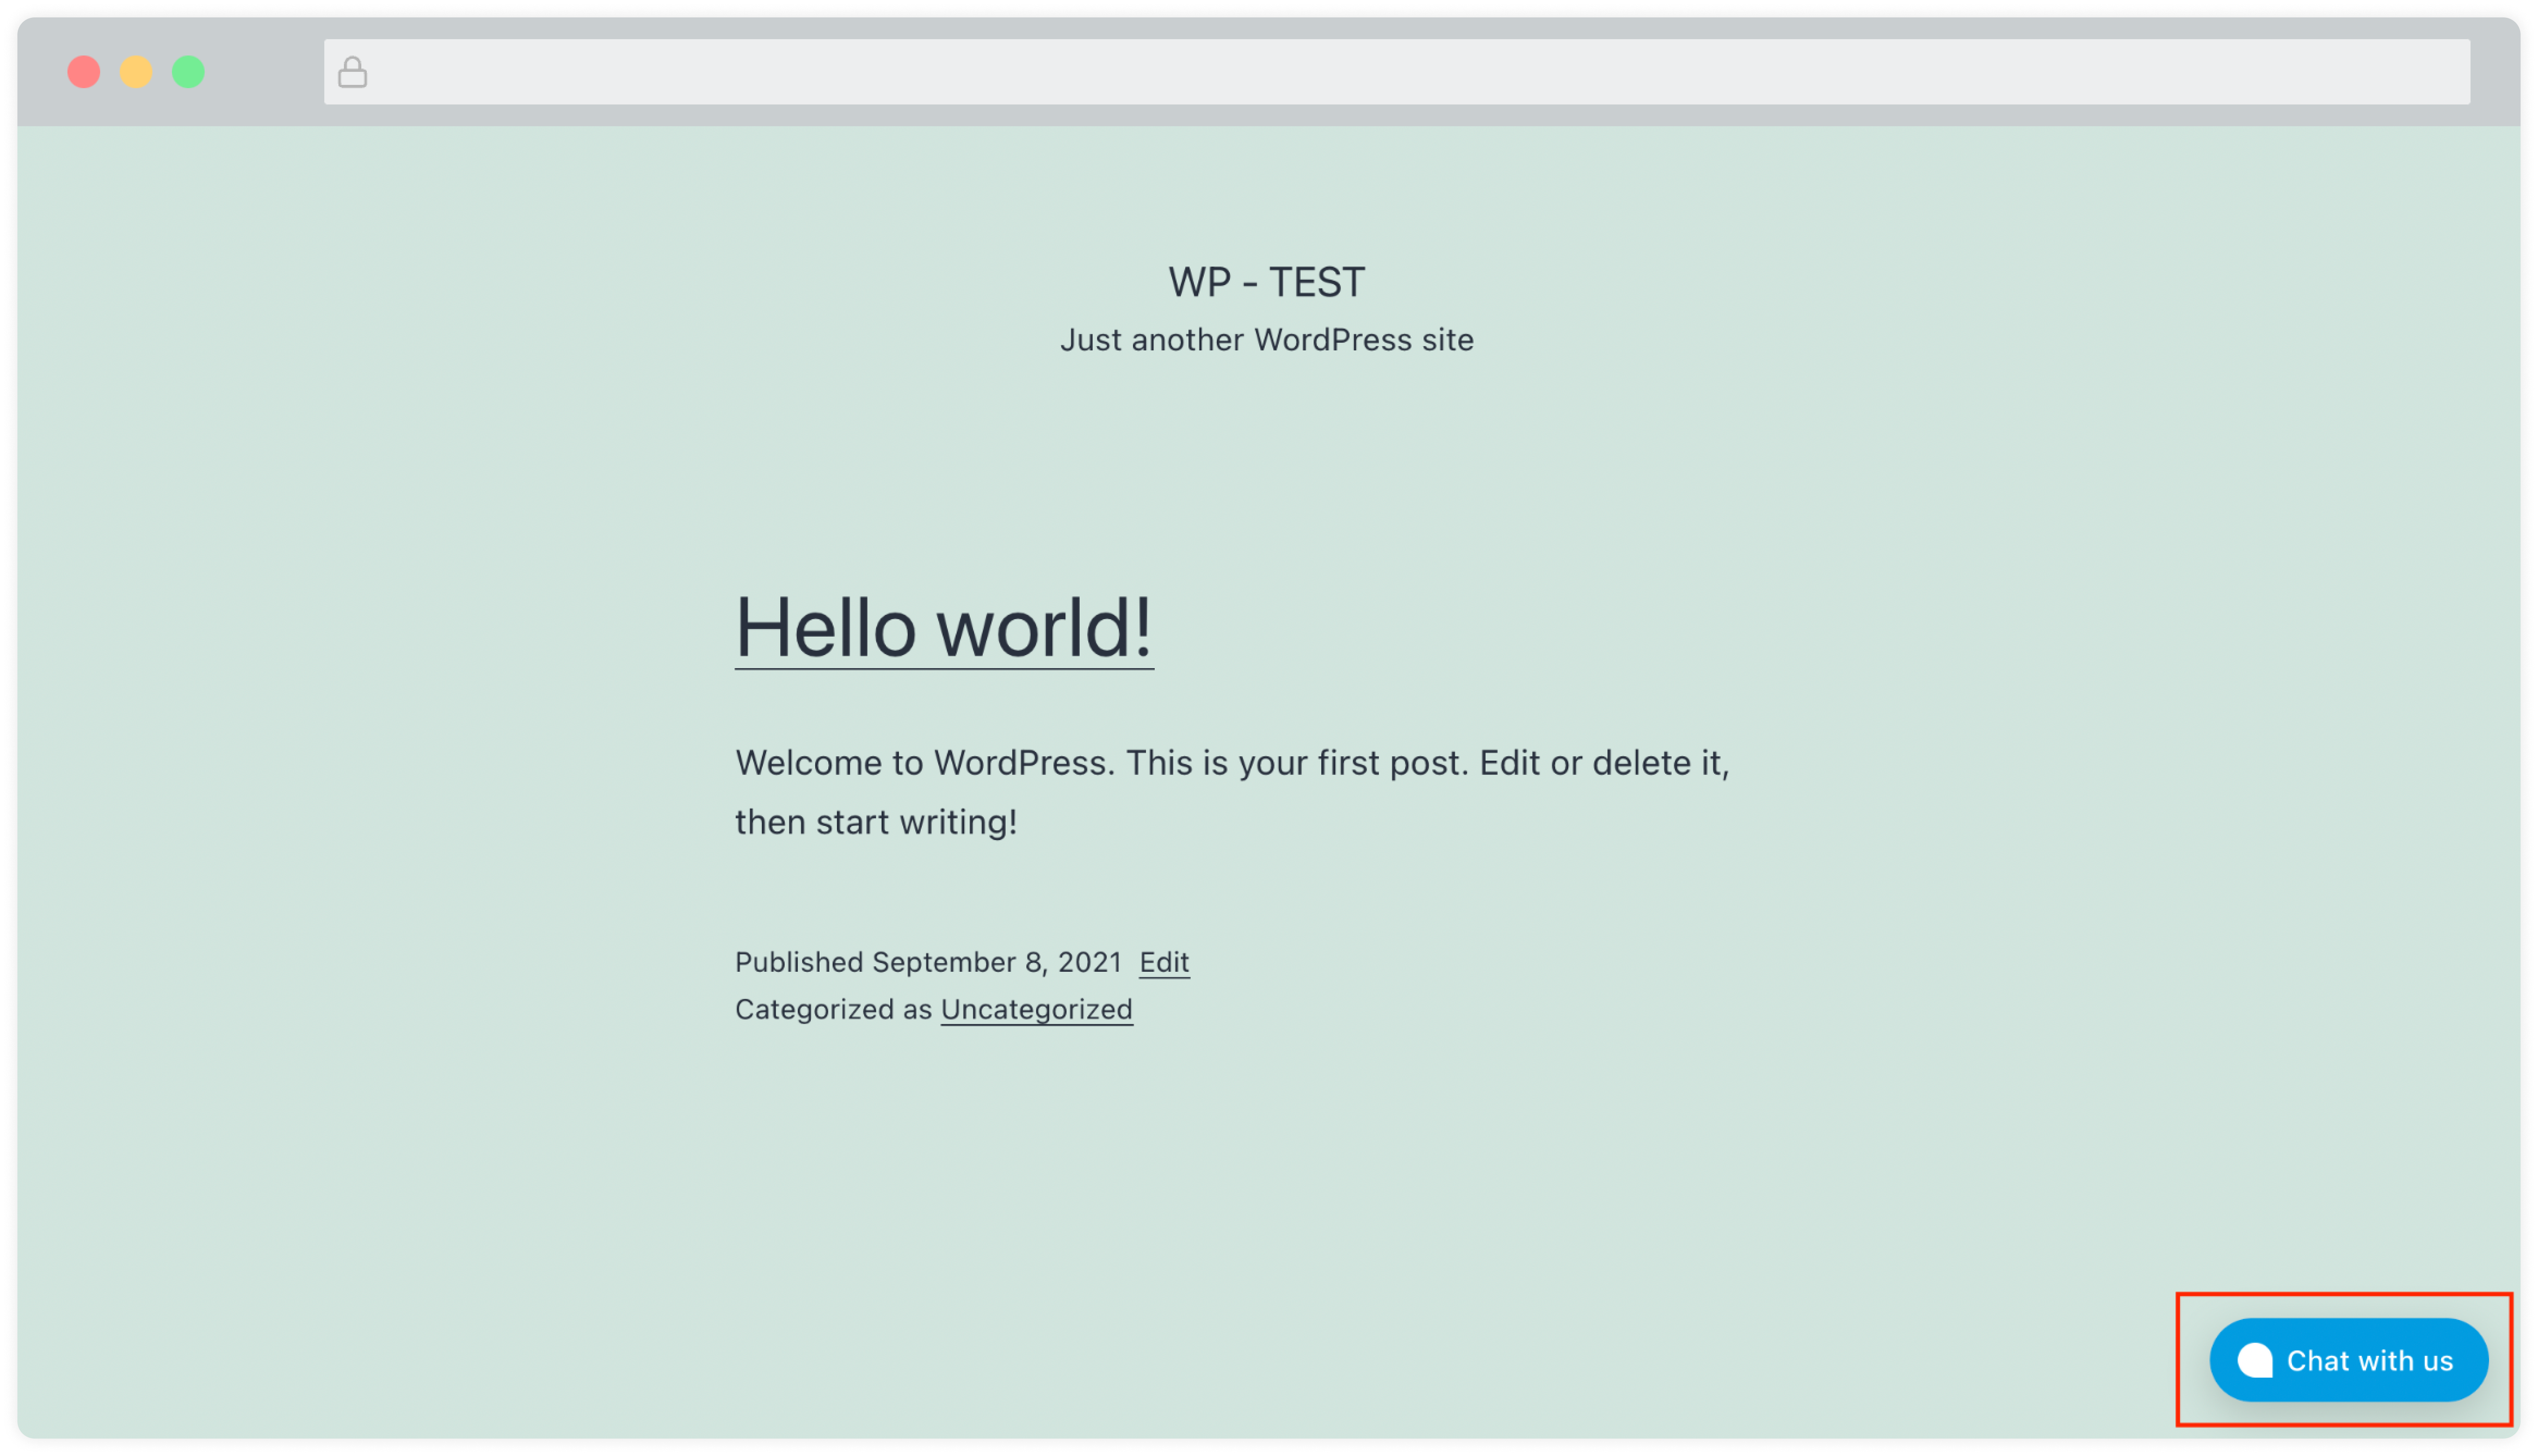 WP - TEST
Just another WordPress site
Hello world!
Welcome to WordPress. This is your first post. Edit or delete it,
then start writing!
Published September 8, 2021 Edit
Categorized as Uncategorized
Chat with us